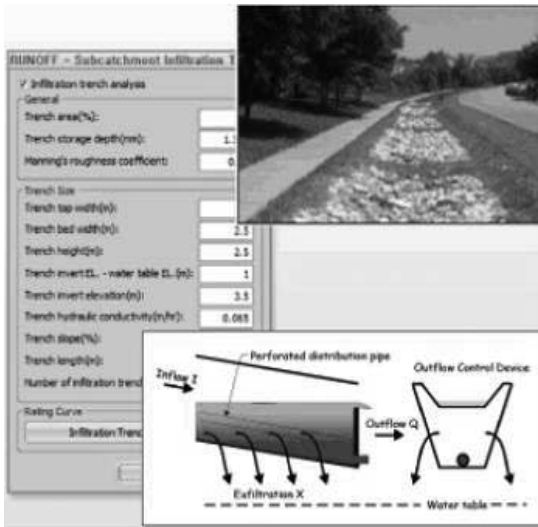 RUNOFF - Subcatchment Infiltration T
Infiltration trench analysis
General
Trench area(%):
Trench storage depth(mm): 1.
Manning's roughness coefficient: 0.
Trench Size
Trench top width(m):
Trench bed width(m): 2.5
Trench height(m): 2.5
Trench invert EL. - water table EL.(m): 1
Trench invert elevation(m): 3.5
Trench hydraulic conductivity(m/hr): 0.065
Trench slope(%):
Trench length(m):
Number of infiltration trench
Rating Curve
Infiltration Trenc
Perforated distribution pipe
Inflow I
Outflow Control Device
Outflow Q
Exfiltration X
Water table